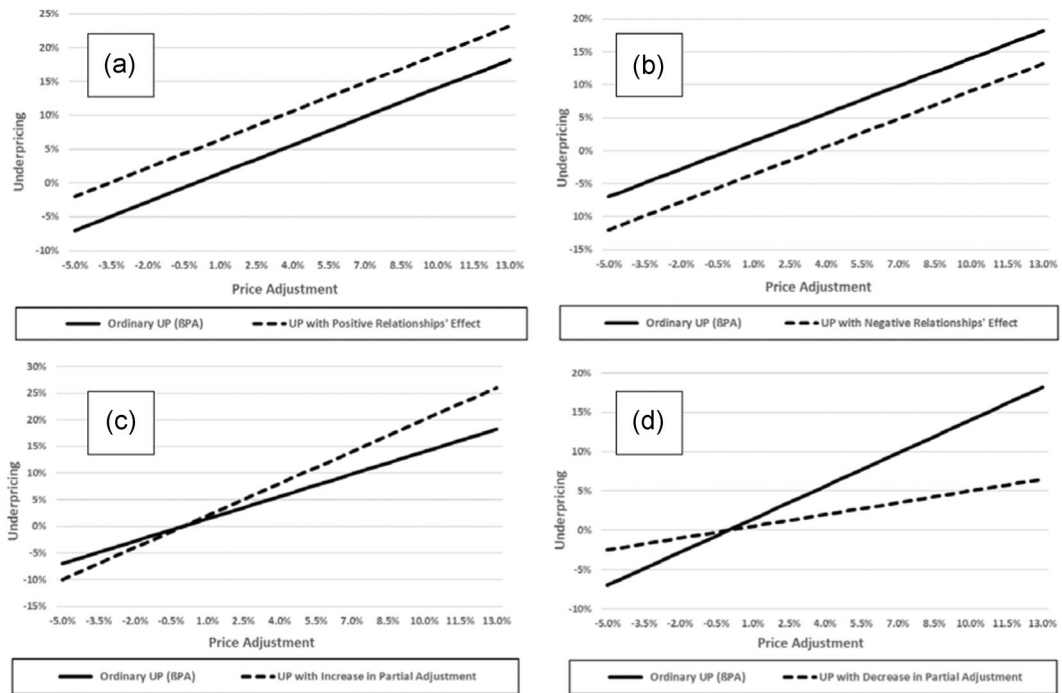 (a)
25%
20%
15%
10%
5%
0%
-5%
-10%
Underpricing
-5.0% -3.5% -2.0% -0.5% 1.0% 2.5% 4.0% 5.5% 7.0% 8.5% 10.0% 11.5% 13.0%
Price Adjustment
Ordinary UP (ßPA) UP with Positive Relationships' Effect
(b)
20%
15%
10%
5%
0%
-5%
-10%
-15%
Underpricing
-5.0% -3.5% -2.0% -0.5% 1.0% 2.5% 4.0% 5.5% 7.0% 8.5% 10.0% 11.5% 13.0%
Price Adjustment
Ordinary UP (ßPA) UP with Negative Relationships' Effect
(c)
30%
25%
20%
15%
10%
5%
0%
-5%
-10%
-15%
Underpricing
-5.0% -3.5% -2.0% -0.5% 1.0% 2.5% 4.0% 5.5% 7.0% 8.5% 10.0% 11.5% 13.0%
Price Adjustment
Ordinary UP (ßPA) UP with Increase in Partial Adjustment
(d)
20%
15%
10%
5%
0%
-5%
-10%
Underpricing
-5.0% -3.5% -2.0% -0.5% 1.0% 2.5% 4.0% 5.5% 7.0% 8.5% 10.0% 11.5% 13.0%
Price Adjustment
Ordinary UP (ßPA) UP with Decrease in Partial Adjustment